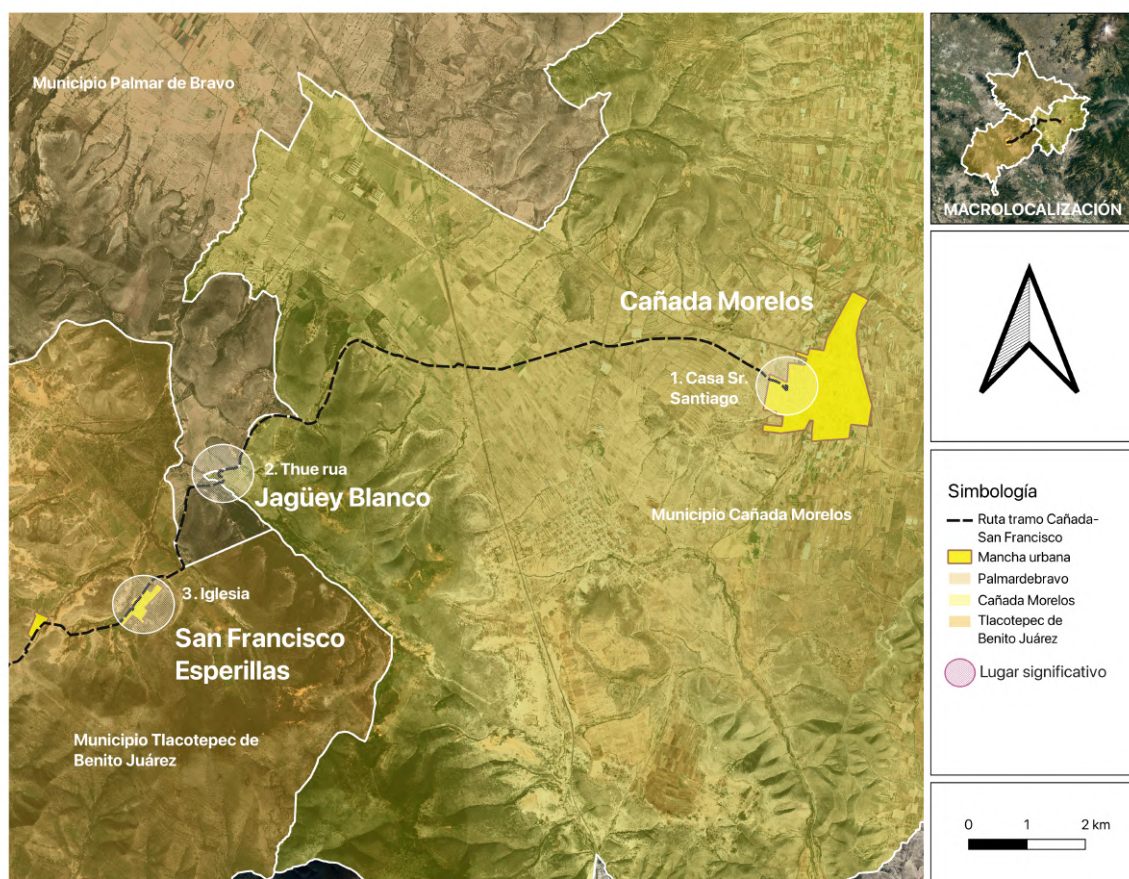 Municipio Palmar de Bravo
Cañada Morelos
1. Casa Sr.
Santiago
2. Thue rua
Jagüey Blanco
Municipio Cañada Morelos
3. Iglesia
San Francisco
Esperillas
Municipio Tlacotepec de
Benito Juárez
MACROLOCALIZACIÓN
Simbología
Ruta tramo Cañada-
San Francisco
Mancha urbana
Palmardebravo
Cañada Morelos
Tlacotepec de
Benito Juárez
Lugar significativo
0 1 2 km